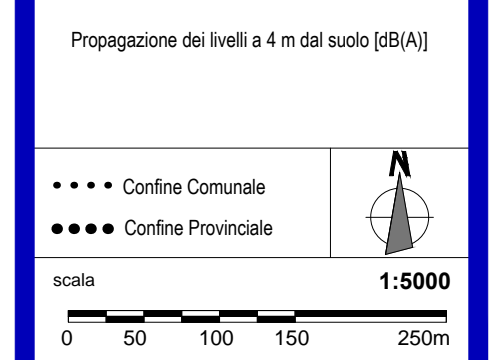 Propagazione dei livelli a 4 m dal suolo [dB(A)]
N
Confine Comunale
Confine Provinciale
scala 1:5000
0 50 100 150 250m